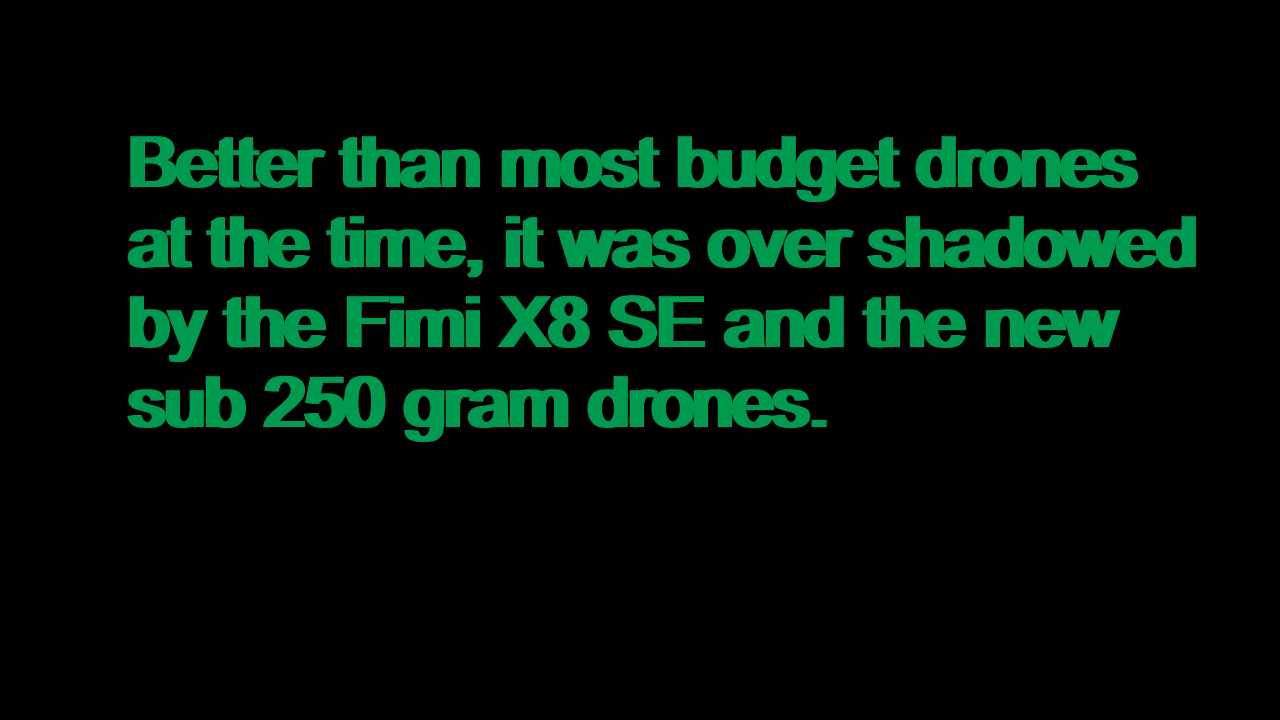 Better than most budget drones
at the time, it was over shadowed
by the Fimi X8 SE and the new
sub 250 gram drones.